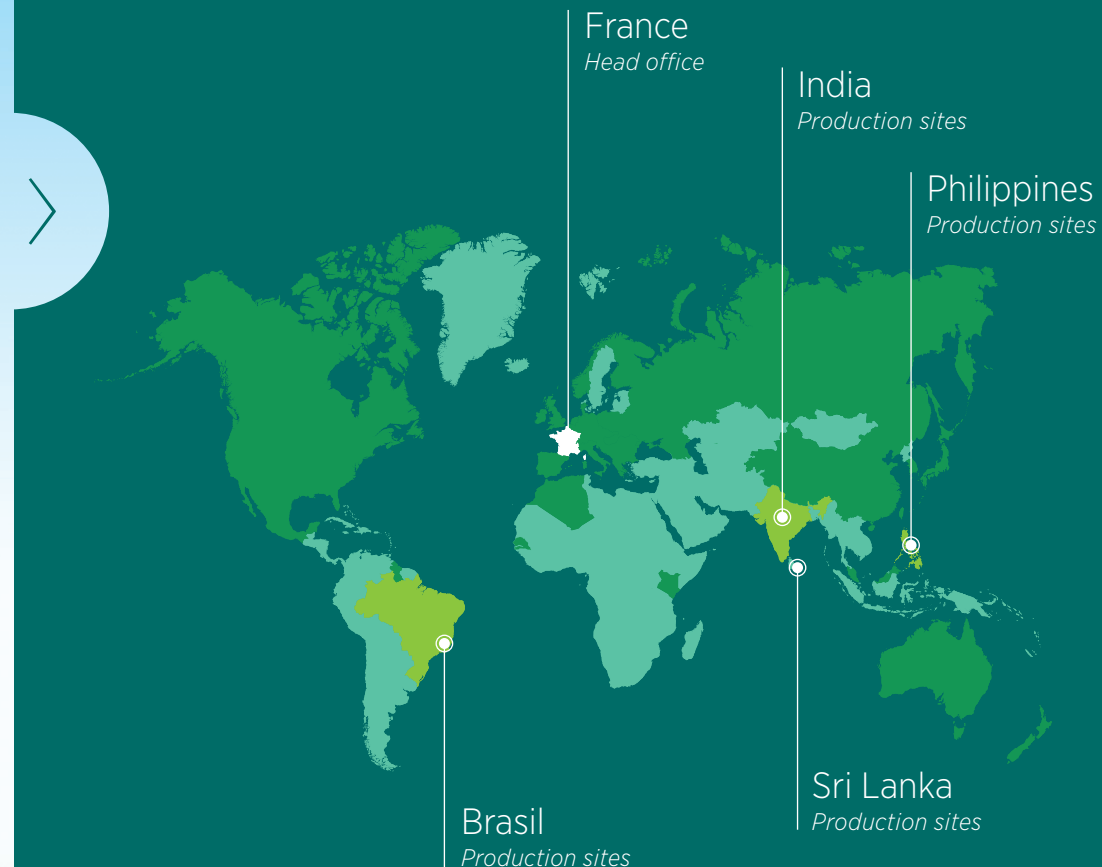 France
Head office
India
Production sites
Philippines
Production sites
Sri Lanka
Production sites
Brasil
Production sites